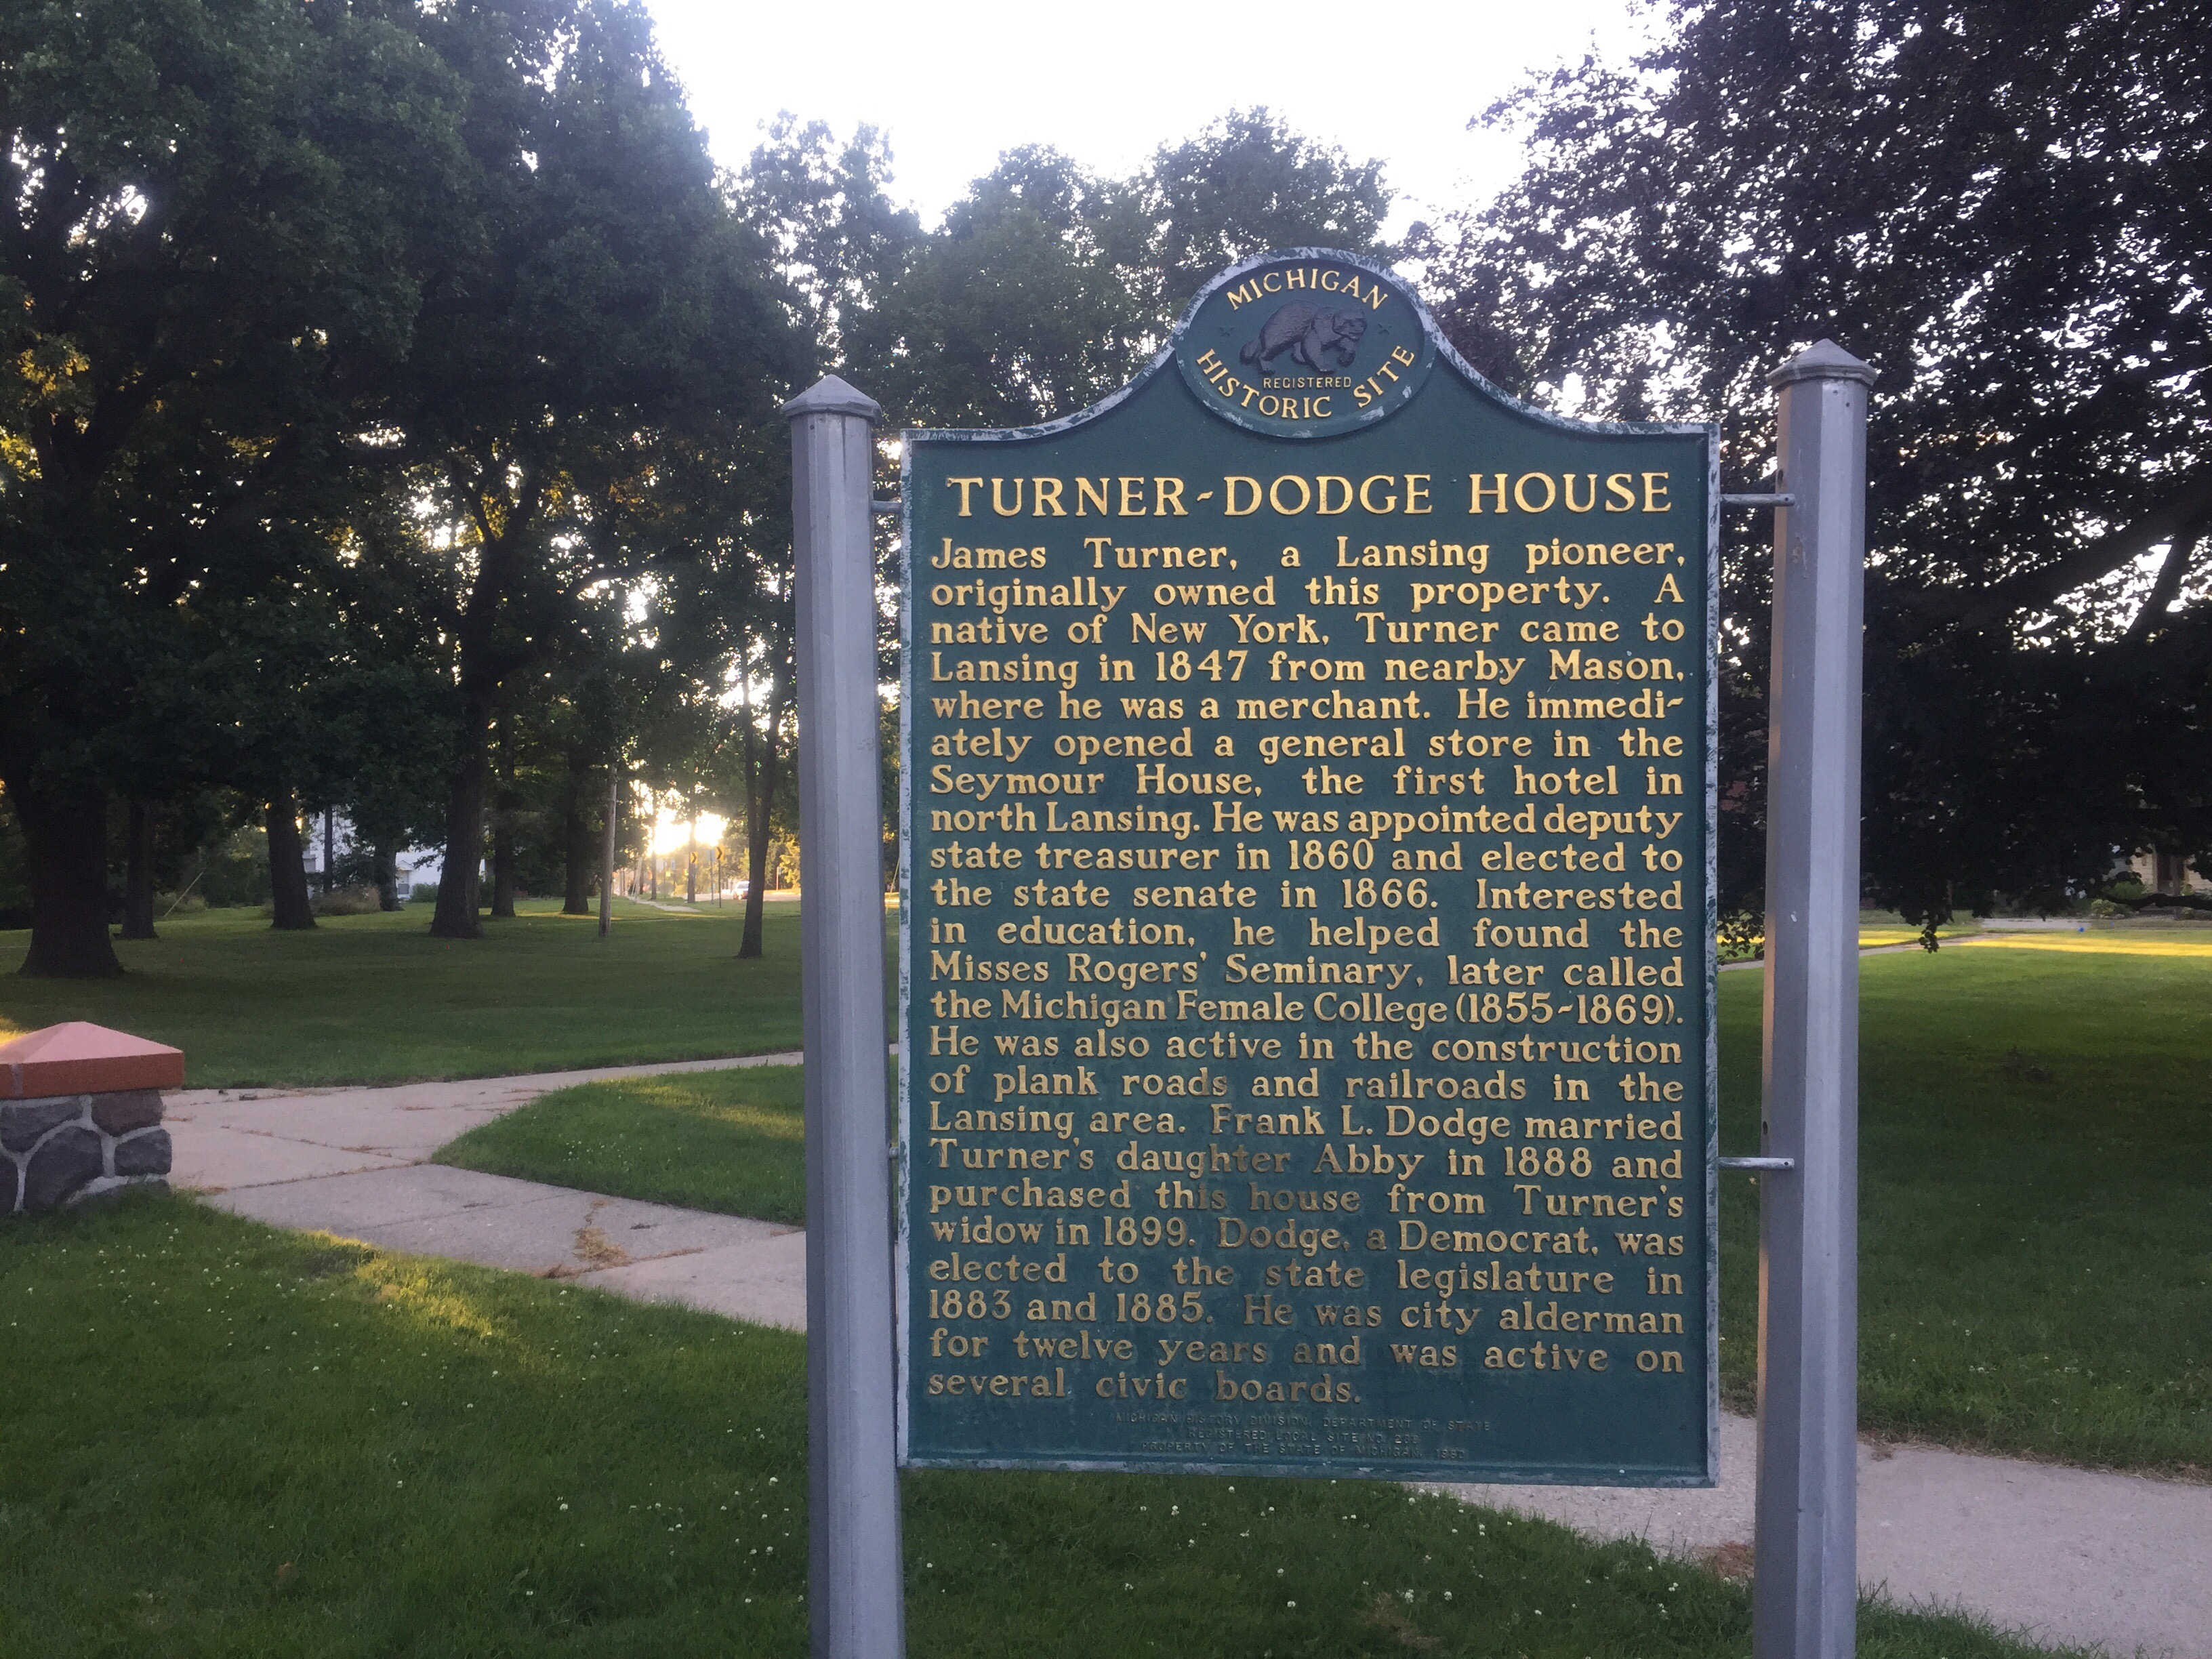 MICHIGAN
REGISTERED
HISTORIC SITE
TURNER-DODGE HOUSE
James Turner, a Lansing pioneer,
originally owned this property. A
native of New York, Turner came to
Lansing in 1847 from nearby Mason,
where he was a merchant. He immedi-
ately opened a general store in the
Seymour House, the first hotel in
north Lansing. He was appointed deputy
state treasurer in 1860 and elected to
the state senate in 1866. Interested
in education, he helped found the
Misses Rogers' Seminary, later called
the Michigan Female College (1855-1869).
He was also active in the construction
of plank roads and railroads in the
Lansing area. Frank L. Dodge married
Turner's daughter Abby in 1888 and
purchased this house from Turner's
widow in 1899. Dodge, a Democrat, was
elected to the state legislature in
1883 and 1885. He was city alderman
for twelve years and was active on
several civic boards.
MICHIGAN HISTORY DIVISION, DEPARTMENT OF STATE
REGISTERED LOCAL SITE NO.
PROPERTY OF THE STATE OF MICHIGAN,